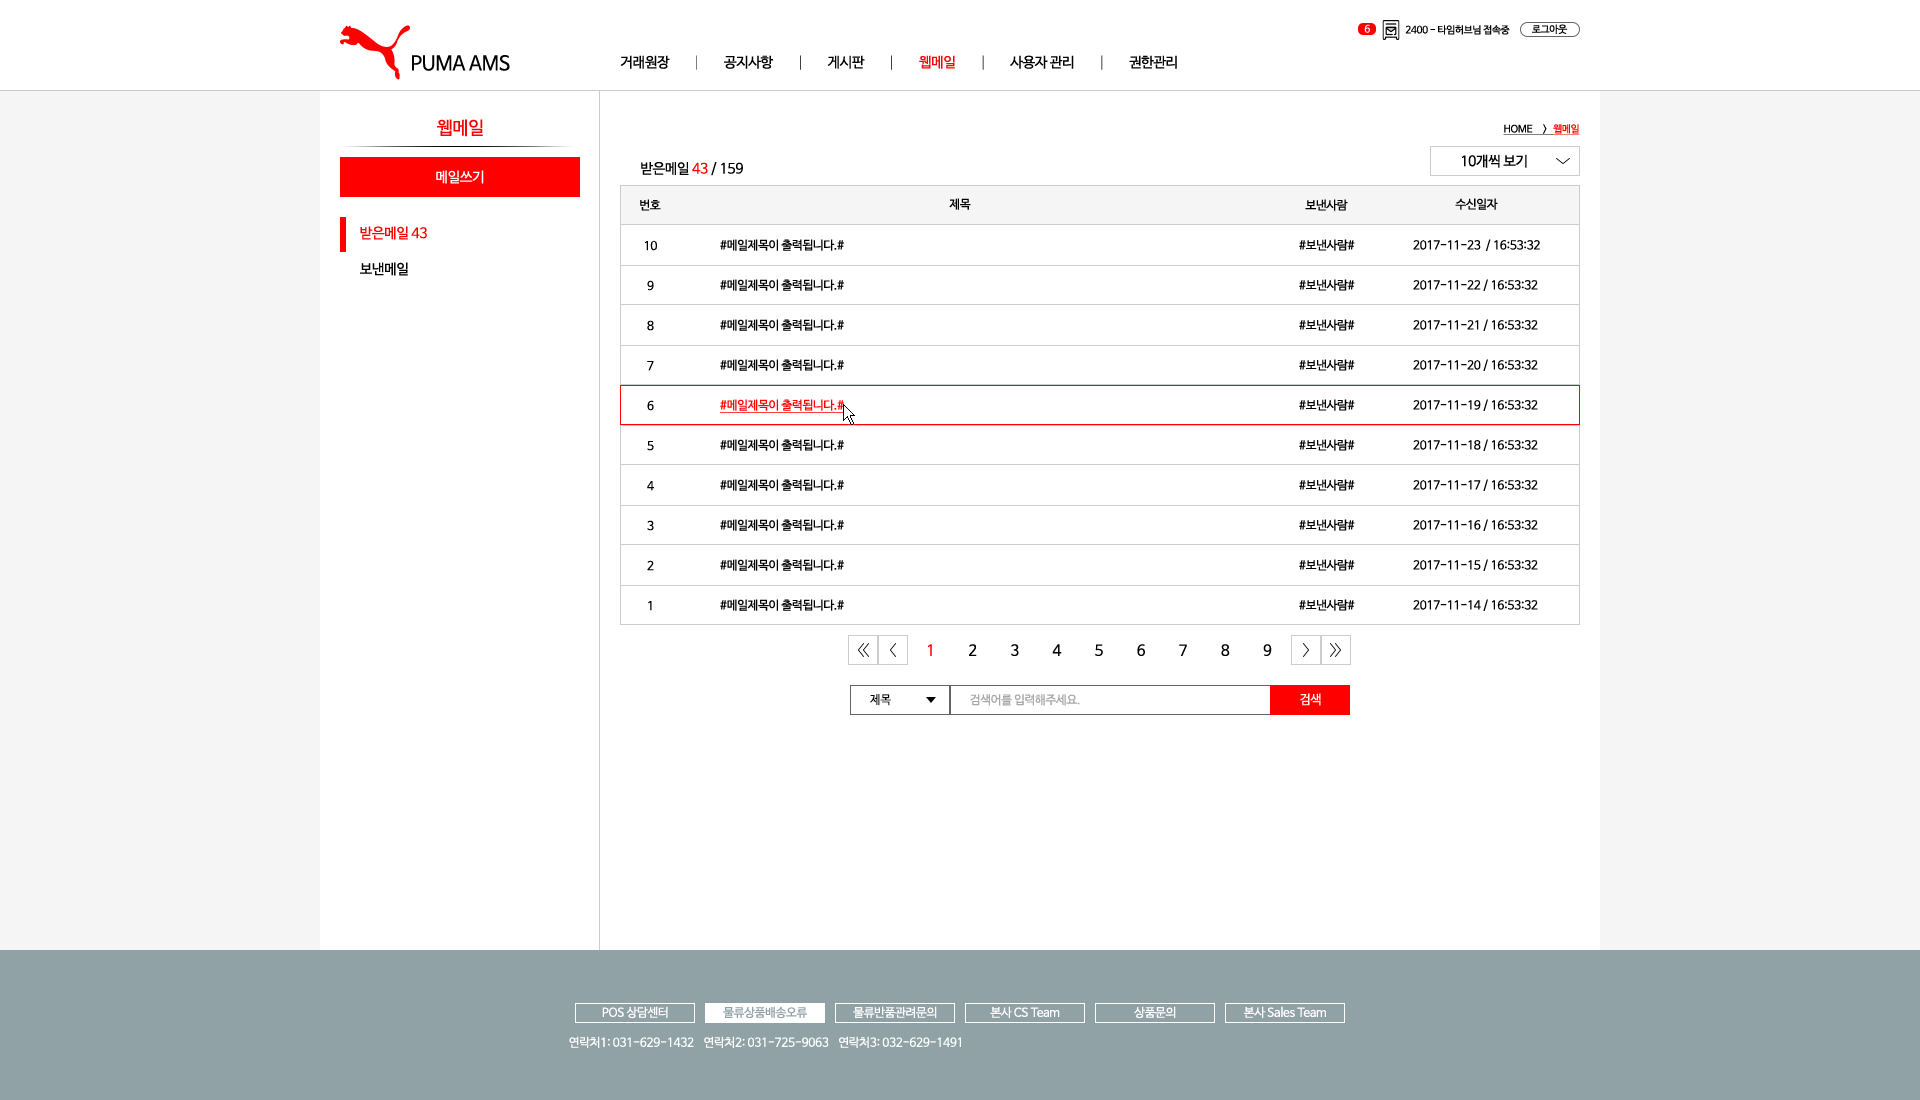 6 2400 - 타임허브님 접속중 로그아웃
PUMA AMS
거래원장 | 공지사항 | 게시판 | 웹메일 | 사용자 관리 | 권한관리
웹메일
메일쓰기
받은메일 43
보낸메일
HOME > 웹메일
받은메일 43 / 159
10개씩 보기
번호 제목 보낸사람 수신일자
10 #메일제목이 출력됩니다.# #보낸사람# 2017-11-23 / 16:53:32
9 #메일제목이 출력됩니다.# #보낸사람# 2017-11-22 / 16:53:32
8 #메일제목이 출력됩니다.# #보낸사람# 2017-11-21 / 16:53:32
7 #메일제목이 출력됩니다.# #보낸사람# 2017-11-20 / 16:53:32
6 #메일제목이 출력됩니다.# #보낸사람# 2017-11-19 / 16:53:32
5 #메일제목이 출력됩니다.# #보낸사람# 2017-11-18 / 16:53:32
4 #메일제목이 출력됩니다.# #보낸사람# 2017-11-17 / 16:53:32
3 #메일제목이 출력됩니다.# #보낸사람# 2017-11-16 / 16:53:32
2 #메일제목이 출력됩니다.# #보낸사람# 2017-11-15 / 16:53:32
1 #메일제목이 출력됩니다.# #보낸사람# 2017-11-14 / 16:53:32
1 2 3 4 5 6 7 8 9
제목 검색어를 입력해주세요. 검색
POS 상담센터 물류상품배송오류 물류반품관려문의 본사 CS Team 상품문의 본사 Sales Team
연락처1: 031-629-1432 연락처2: 031-725-9063 연락처3: 032-629-1491